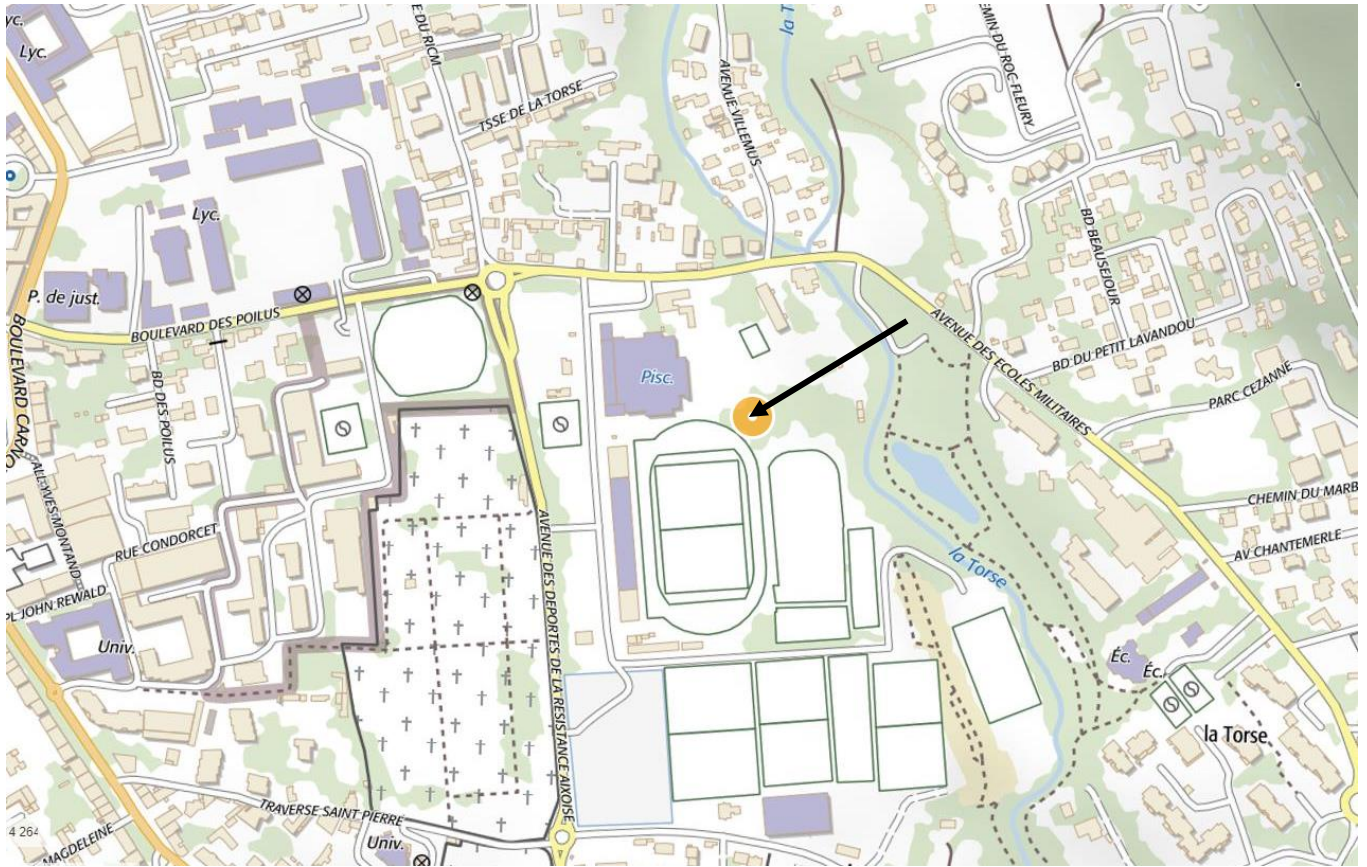 Lyc.
yc.
E DU RICM
TSSE DE LA TORSE
AVENUE VILLEMUS
la T
CHEMIN DU ROC FLEURY
Lyc.
P. de just.
BOULEVARD DES POILUS
BD DES POILUS
BOULEVARD CARNO
BD BEAUSEJOUR
BD DU PETIT LAVANDOU
AVENUE DES ECOLES MILITAIRES
PARC CEZANNE
Pisc.
CHEMIN DU MARB
AV CHANTEMERLE
ALL YVES MONTAND
RUE CONDORCET
PL JOHN REWALD
Univ.
AVENUE DES DEPORTES DE LA RESISTANCE AIXOISE
la Torse
Éc.
Éc.
la Torse
TRAVERSE SAINT PIERRE
Univ.
4 264
MAGDELEINE